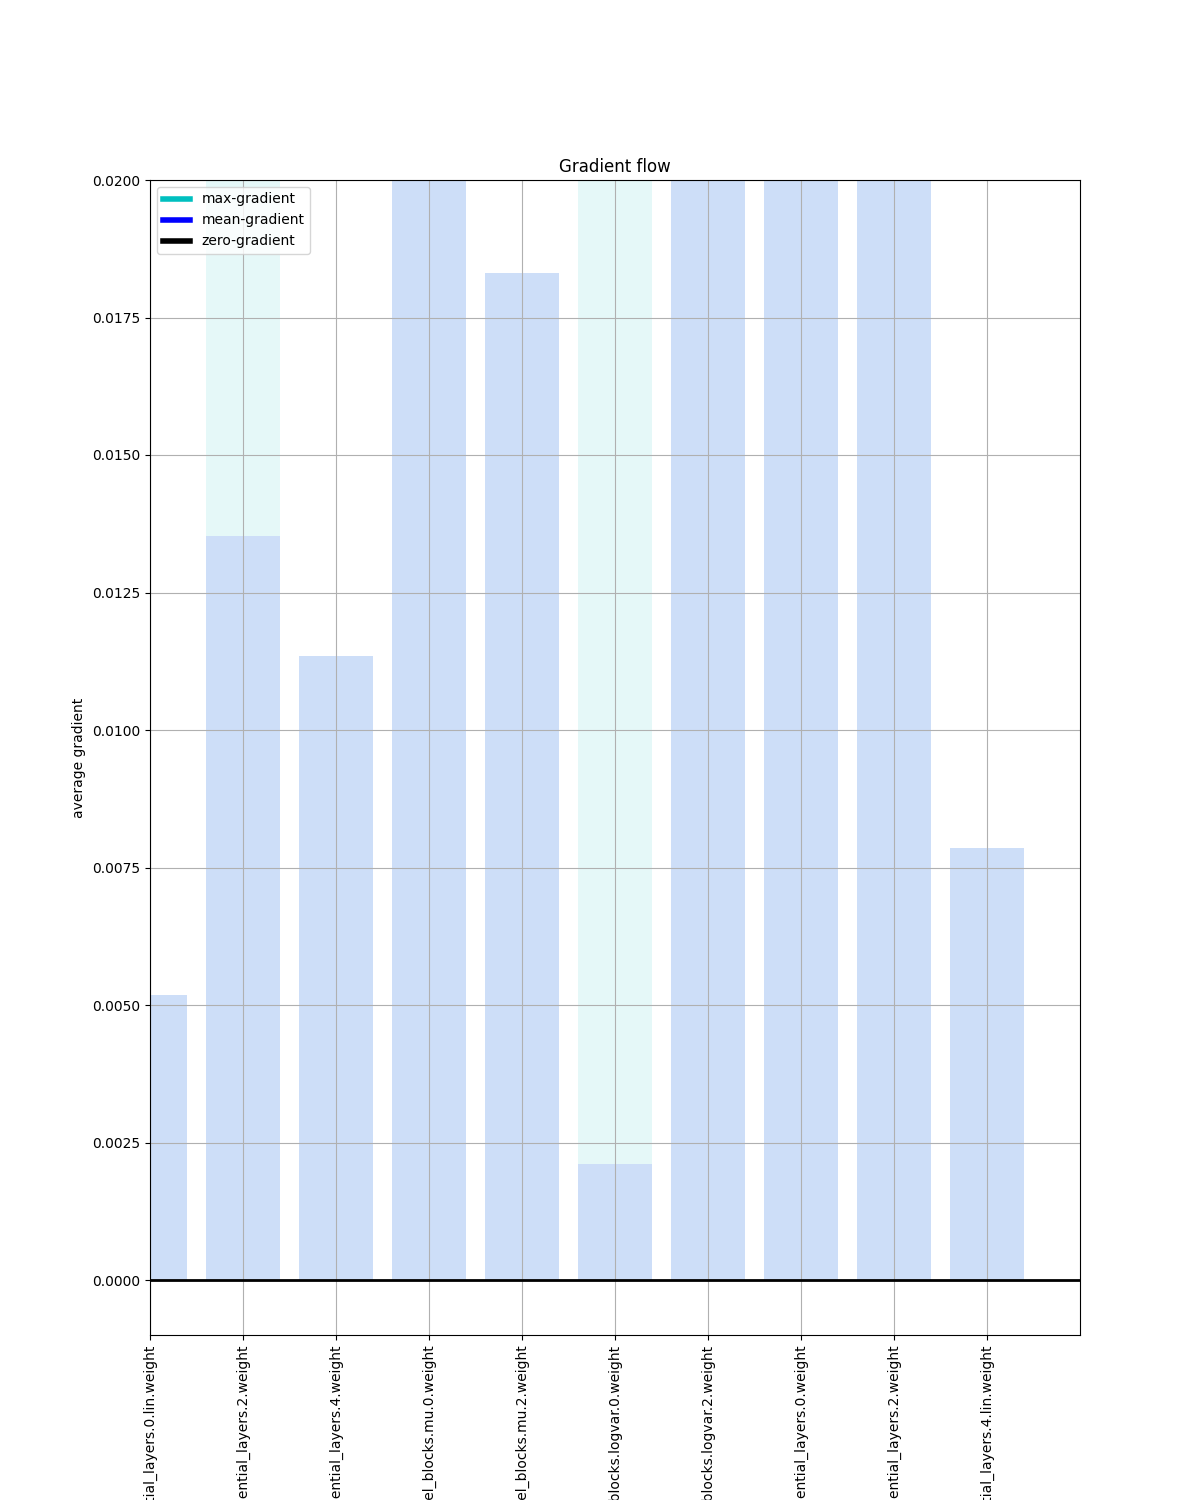 Gradient flow
max-gradient
mean-gradient
zero-gradient
0.0200
0.0175
0.0150
0.0125
0.0100
0.0075
0.0050
0.0025
0.0000
average gradient
tial_layers.0.lin.weight
ential_layers.2.weight
ential_layers.4.weight
el_blocks.mu.0.weight
el_blocks.mu.2.weight
blocks.logvar.0.weight
blocks.logvar.2.weight
ential_layers.0.weight
ential_layers.2.weight
tial_layers.4.lin.weight